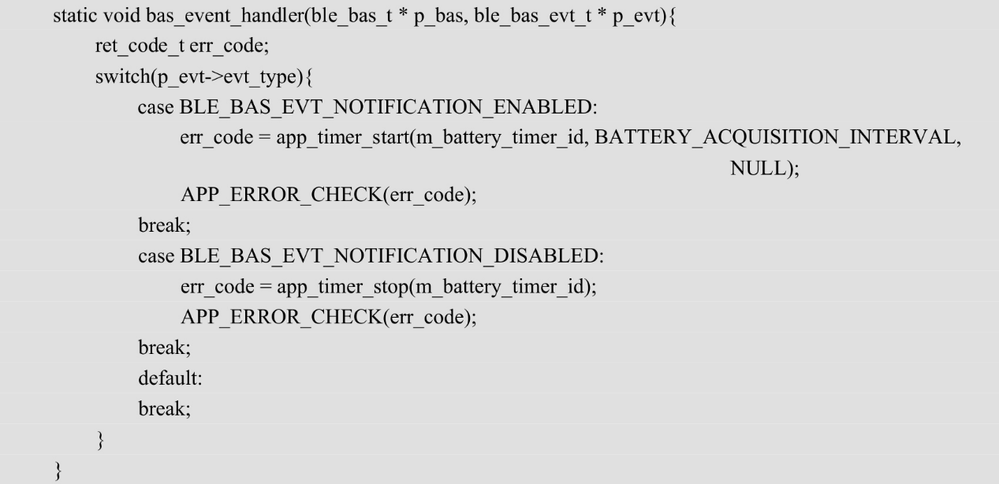 static void bas_event_handler(ble_bas_t * p_bas, ble_bas_evt_t * p_evt){
ret_code_t err_code;
switch(p_evt->evt_type){
case BLE_BAS_EVT_NOTIFICATION_ENABLED:
err_code = app_timer_start(m_battery_timer_id, BATTERY_ACQUISITION_INTERVAL,
NULL);
APP_ERROR_CHECK(err_code);
break;
case BLE_BAS_EVT_NOTIFICATION_DISABLED:
err_code = app_timer_stop(m_battery_timer_id);
APP_ERROR_CHECK(err_code);
break;
default:
break;
}
}